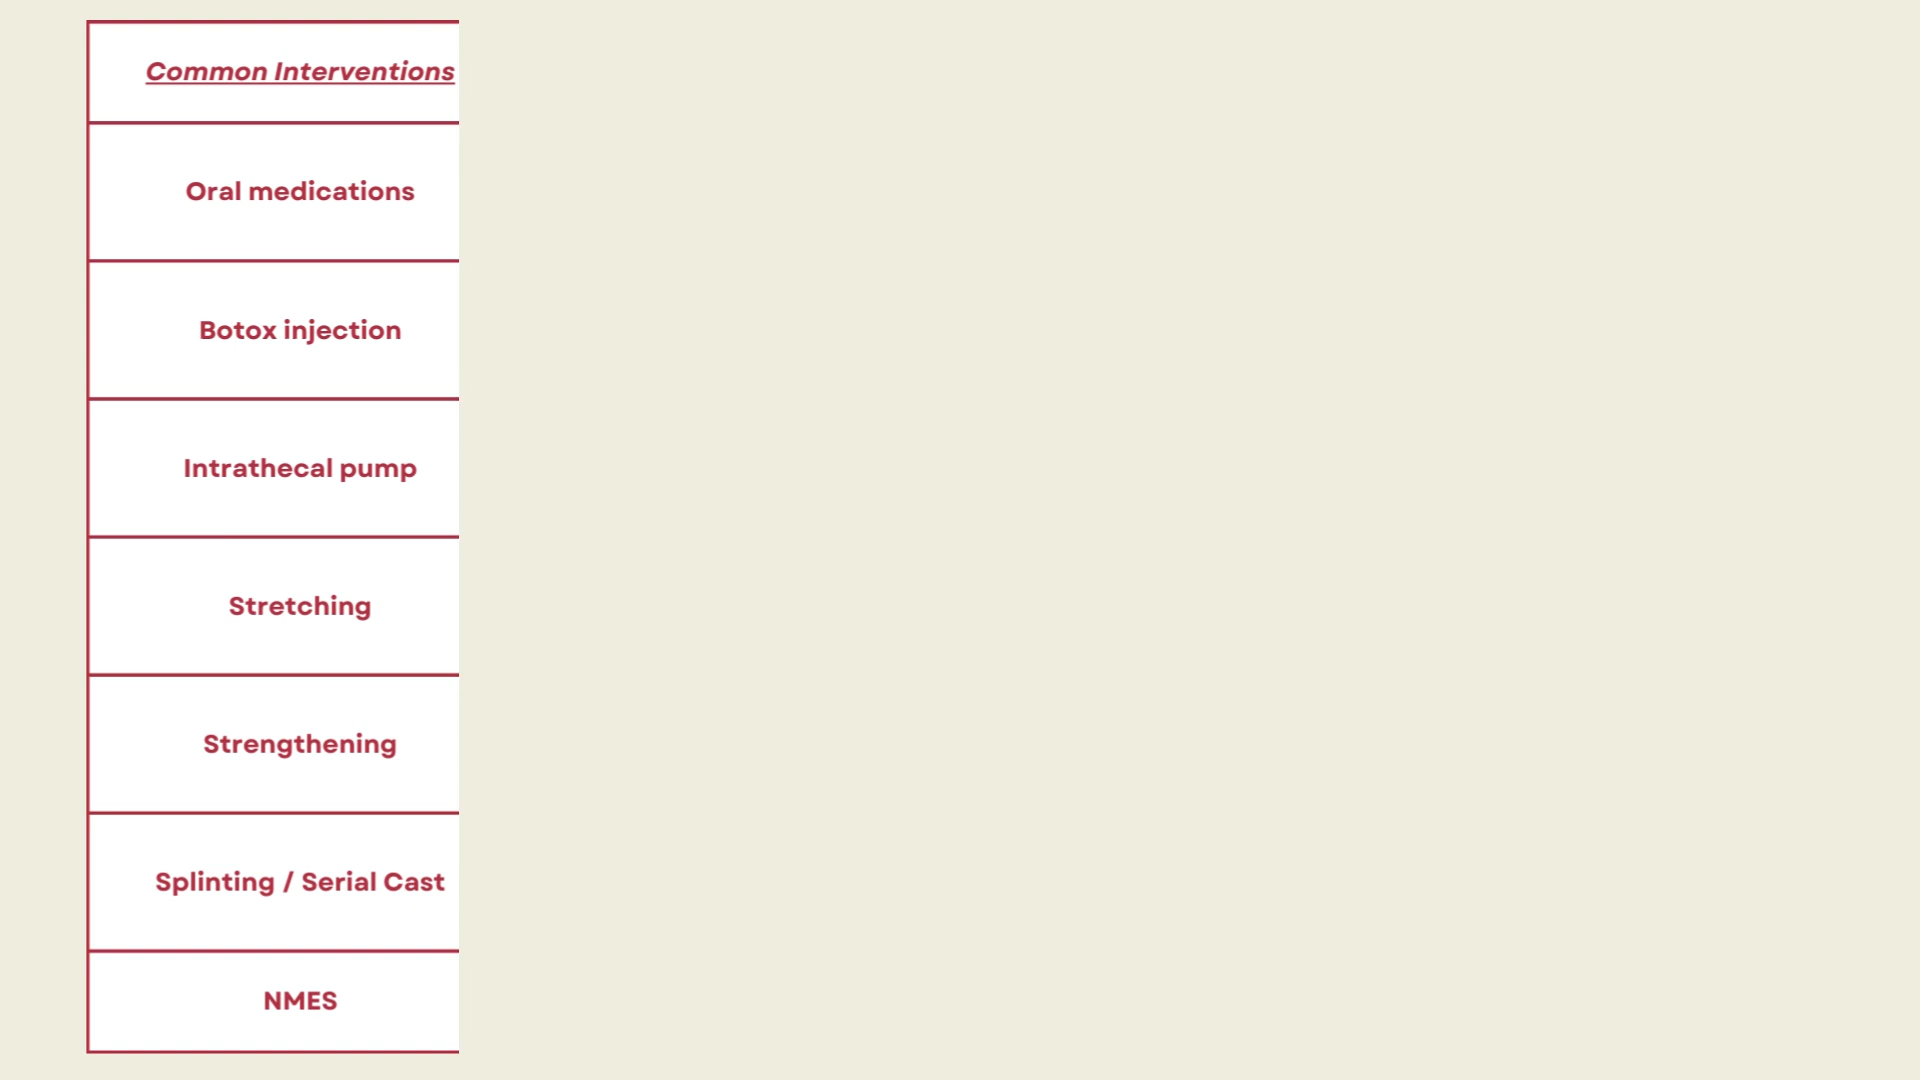 Common Interventions
Oral medications
Botox injection
Intrathecal pump
Stretching
Strengthening
Splinting / Serial Cast
NMES